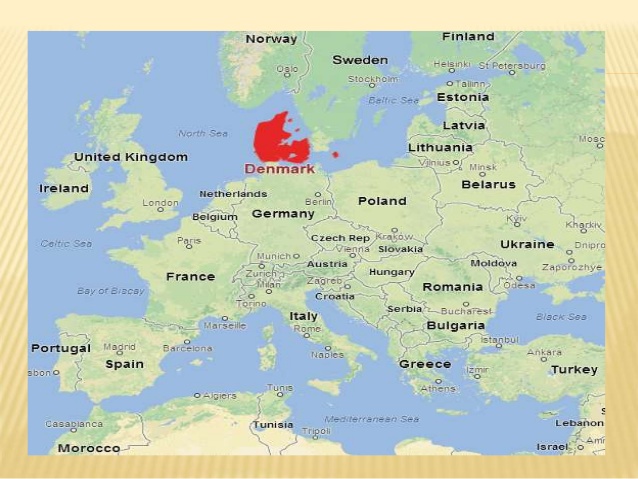 Norway
Finland
Sweden
Oslo
Helsinki
St Petersburg
Stockholm
Tallinn
Baltic Sea
Estonia
North Sea
Latvia
Mosc
Lithuania
United Kingdom
Vilnius
Minsk
Denmark
Ireland
Belarus
Netherlands
Berlin
Poland
London
Belgium
Germany
Kyiv
Kharkiv
Celtic Sea
Paris
Czech Rep
Krakow
Ukraine
Dnipro
Vienna
Slovakia
Munich
Austria
Moldova
Zaporozhye
France
Zurich
Hungary
Milan
Zagreb
Odesa
Bay of Biscay
Romania
Torino
Croatia
Serbia
Bucharest
Black Sea
Italy
Marseille
Rome
Bulgaria
Portugal
Madrid
Barcelona
Naples
Istanbul
Spain
Greece
Ankara
sbon
Izmir
Turkey
Athens
Algiers
Tunis
Casablanca
Tunisia
Mediterranean Sea
Lebanon
S
Tripoli
Morocco
Israel
Am